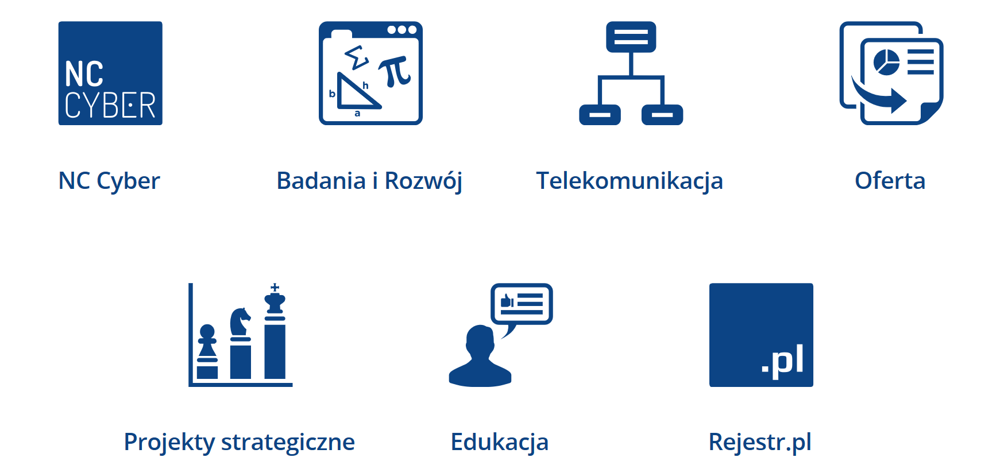 NC
CYBER
Σ
π
b
h
a
NC Cyber
Badania i Rozwój
Telekomunikacja
Oferta
.pl
Projekty strategiczne
Edukacja
Rejestr.pl